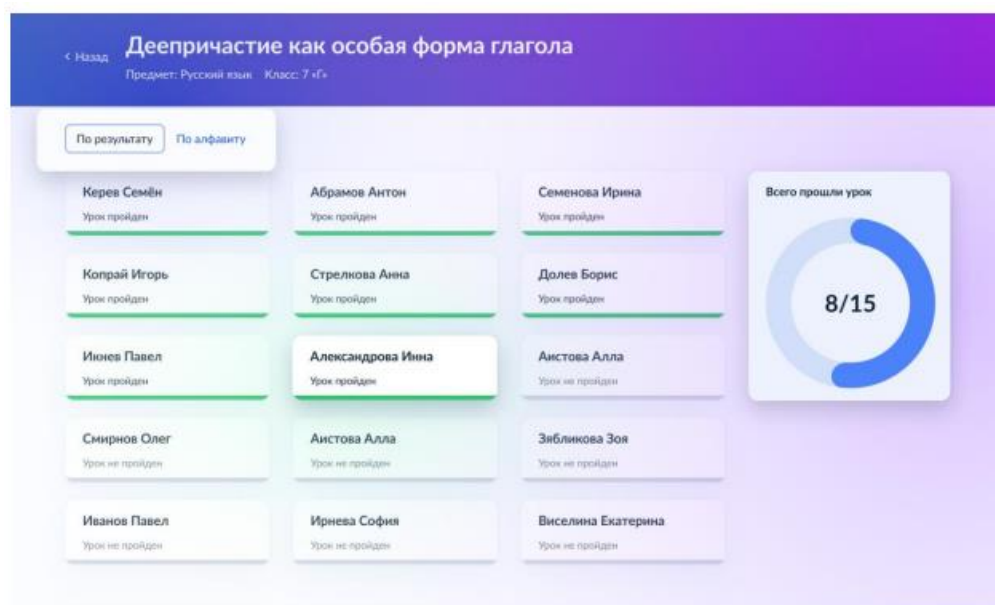 < Назад
Деепричастие как особая форма глагола
Предмет: Русский язык Класс: 7 «Г»
По результату По алфавиту
Керев Семён
Урок пройден
Абрамов Антон
Урок пройден
Семенова Ирина
Урок пройден
Всего прошли урок
8/15
Копрай Игорь
Урок пройден
Стрелкова Анна
Урок пройден
Долев Борис
Урок пройден
Икнев Павел
Урок пройден
Александрова Инна
Урок пройден
Аистова Алла
Урок не пройден
Смирнов Олег
Урок не пройден
Аистова Алла
Урок не пройден
Зябликова Зоя
Урок не пройден
Иванов Павел
Урок не пройден
Ирнева София
Урок не пройден
Виселина Екатерина
Урок не пройден